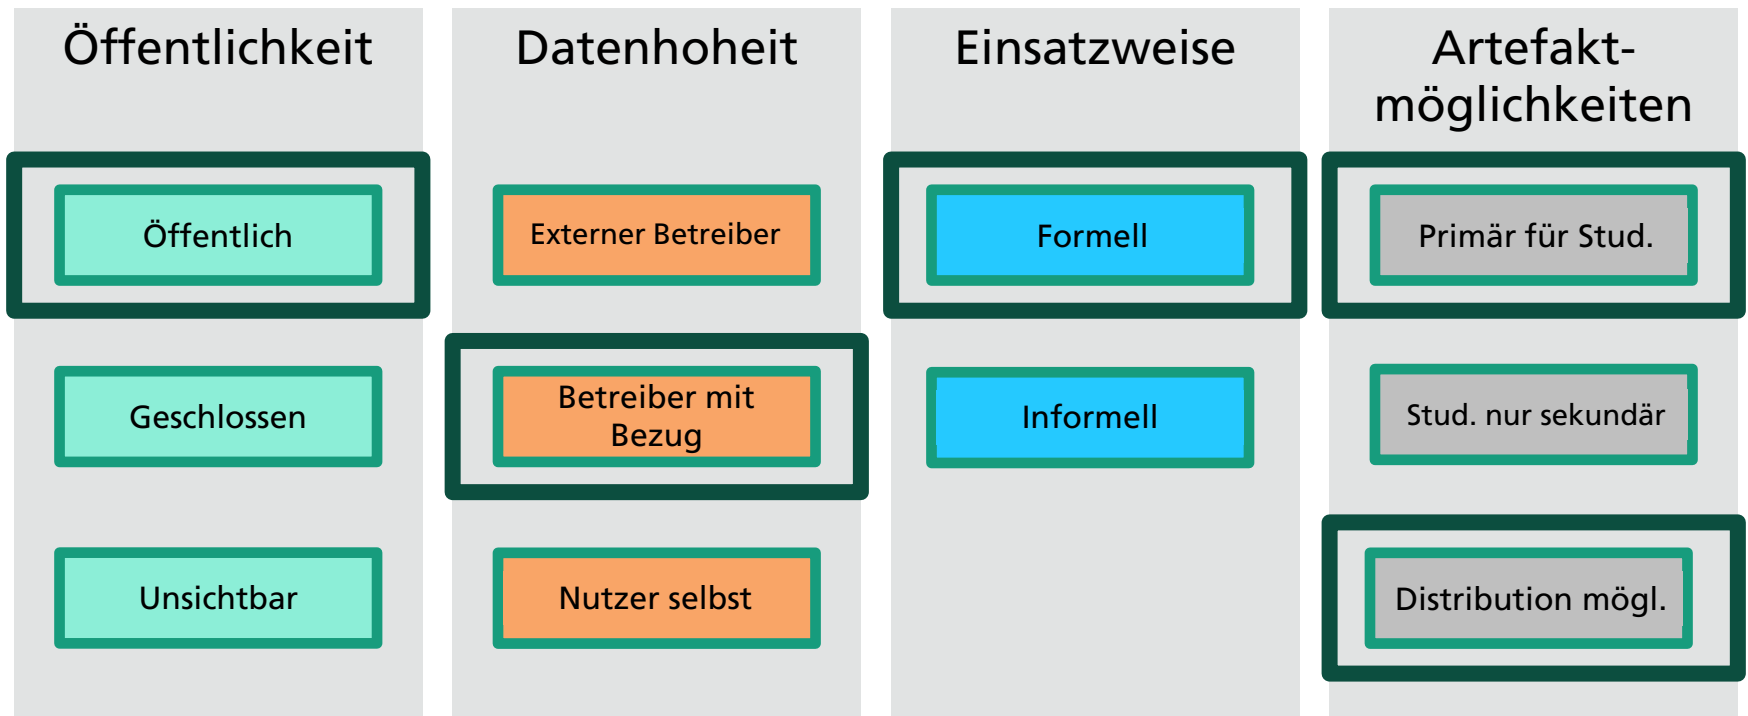 Öffentlichkeit
Öffentlich
Geschlossen
Unsichtbar
Datenhoheit
Externer Betreiber
Betreiber mit
Bezug
Nutzer selbst
Einsatzweise
Formell
Informell
Artefakt-
möglichkeiten
Primär für Stud.
Stud. nur sekundär
Distribution mögl.